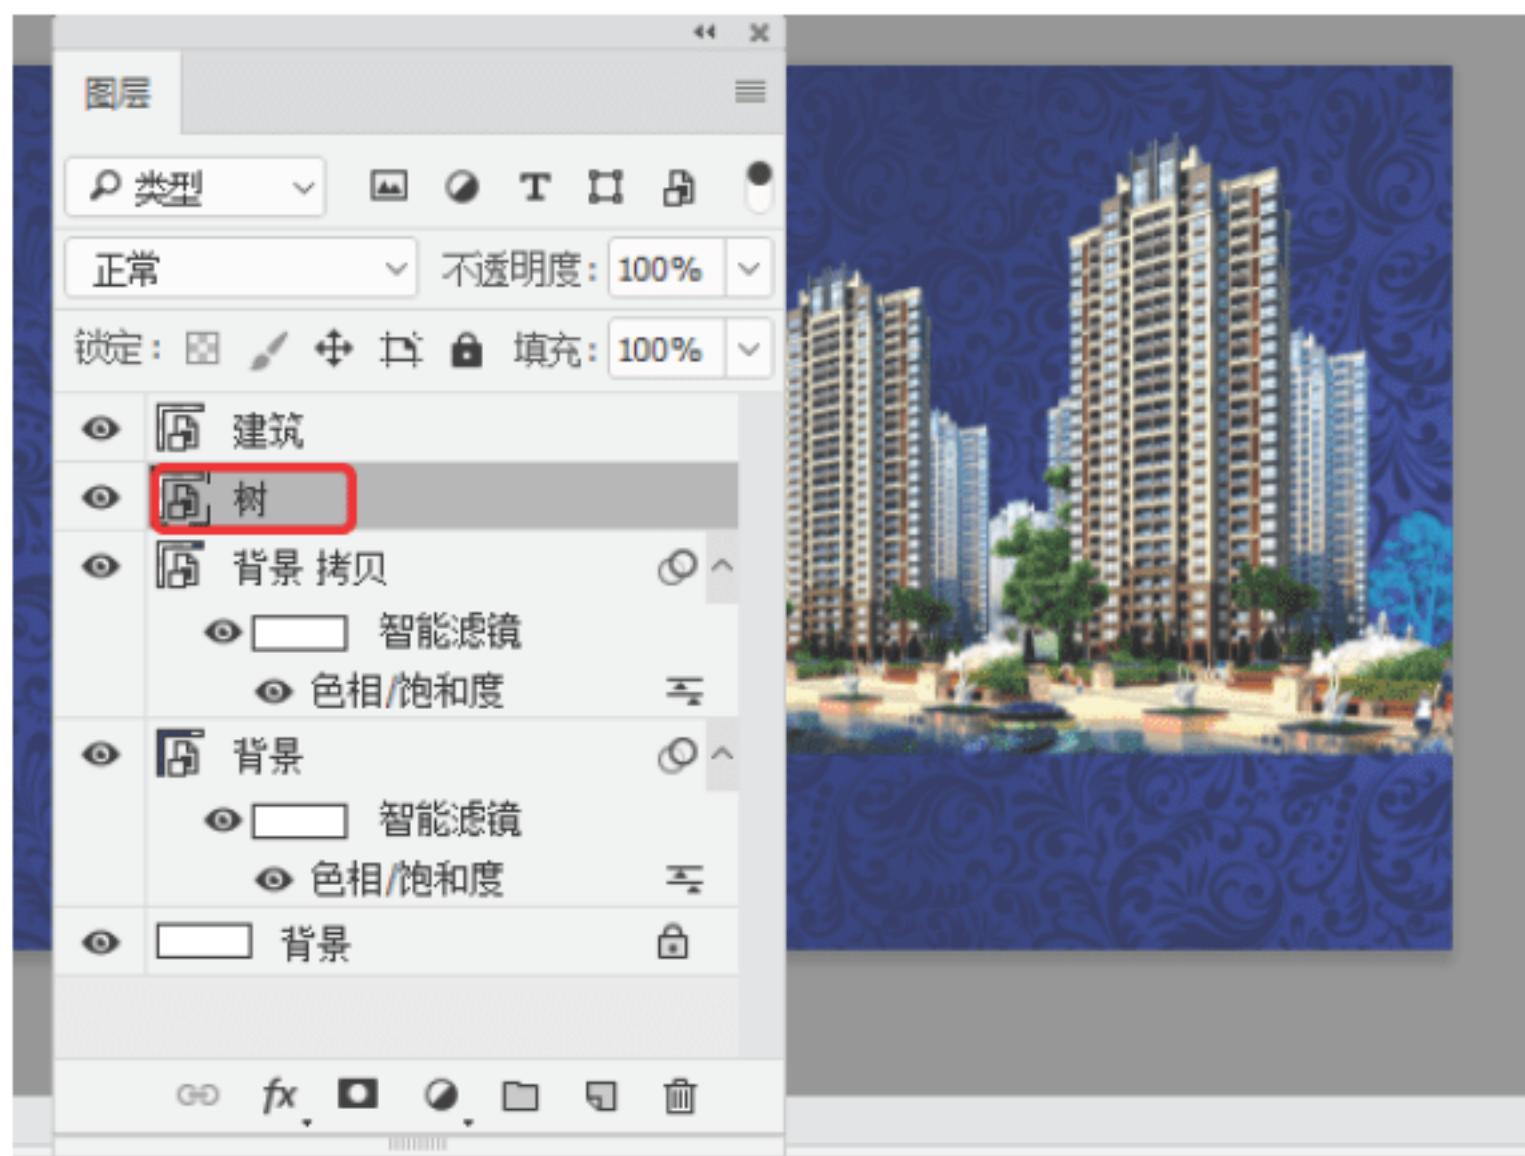 图层
类型
正常 不透明度: 100%
锁定: 填充: 100%
建筑
树
背景 拷贝
智能滤镜
色相/饱和度
背景
智能滤镜
色相/饱和度
背景
fx